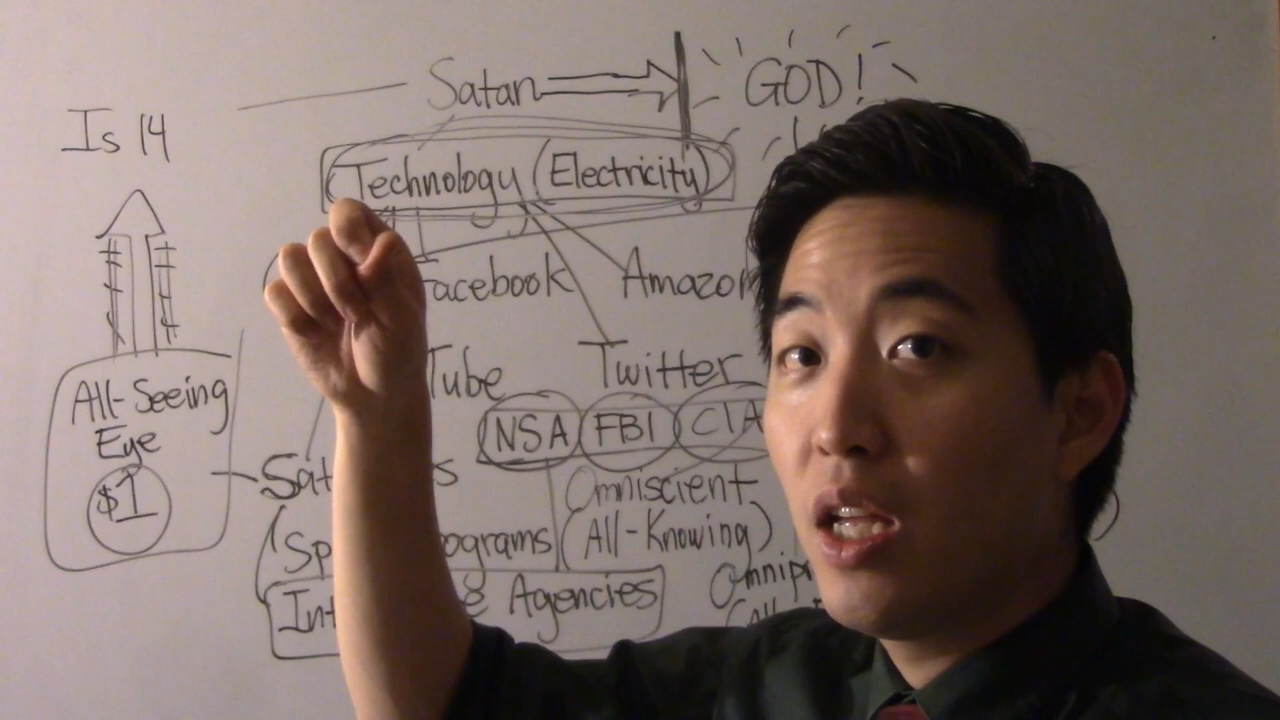 Satan GOD!
Is 14
Technology (Electricity)
Facebook Amazon
Tube Twitter
All-Seeing
Eye
$1
NSA FBI CIA
Omniscient
(All-Knowing)
Agencies